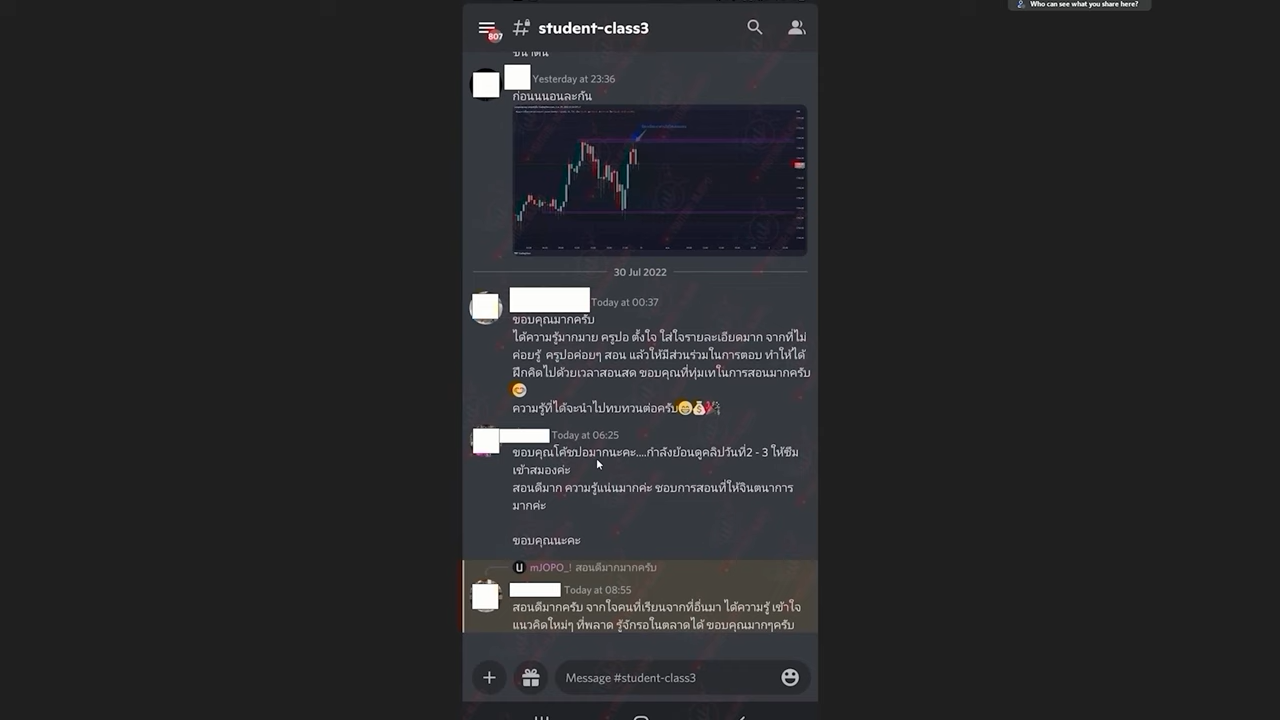 Who can see what you share here?
807
student-class3
Yesterday at 23:36
ก่อนนนอนละกัน
30 Jul 2022
Today at 00:37
ขอบคุณมากครับ
ได้ความรู้มากมาย ครูปอ ตั้งใจ ใส่ใจรายละเอียดมาก จากที่ไม่
ค่อยรู้ ครูปอค่อยๆ สอน แล้วให้มีส่วนร่วมในการตอบ ทำให้ได้
ฝึกคิดไปด้วยเวลาสอนสด ขอบคุณที่ทุ่มเทในการสอนมากครับ
ความรู้ที่ได้จะนำไปทบทวนต่อครับ
Today at 06:25
ขอบคุณโค้ชปอมากนะคะ....กำลังย้อนดูคลิปวันที่2 - 3 ให้ซึม
เข้าสมองค่ะ
สอนดีมาก ความรู้แน่นมากค่ะ ชอบการสอนที่ให้จินตนาการ
มากค่ะ
ขอบคุณนะคะ
mJOPO_! สอนดีมากมากครับ
Today at 08:55
สอนดีมากครับ จากใจคนที่เรียนจากที่อื่นมา ได้ความรู้ เข้าใจ
แนวคิดใหม่ๆ ที่พลาด รู้จักรอในตลาดได้ ขอบคุณมากๆครับ
Message #student-class3